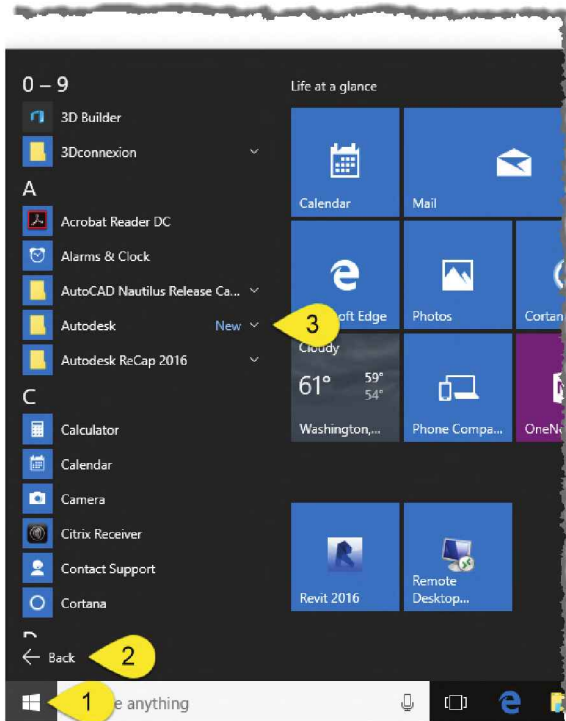 0 – 9
3D Builder
3Dconnexion
A
Acrobat Reader DC
Alarms & Clock
AutoCAD Nautilus Release Ca...
Autodesk New
Autodesk ReCap 2016
C
Calculator
Calendar
Camera
Citrix Receiver
Contact Support
Cortana
Back
Life at a glance
Calendar
Mail
oft Edge
Photos
Cortan
3
Cloudy
61° 59°
54°
Washington,...
Phone Compa...
OneNo
Revit 2016
Remote
Desktop...
2
1
e anything